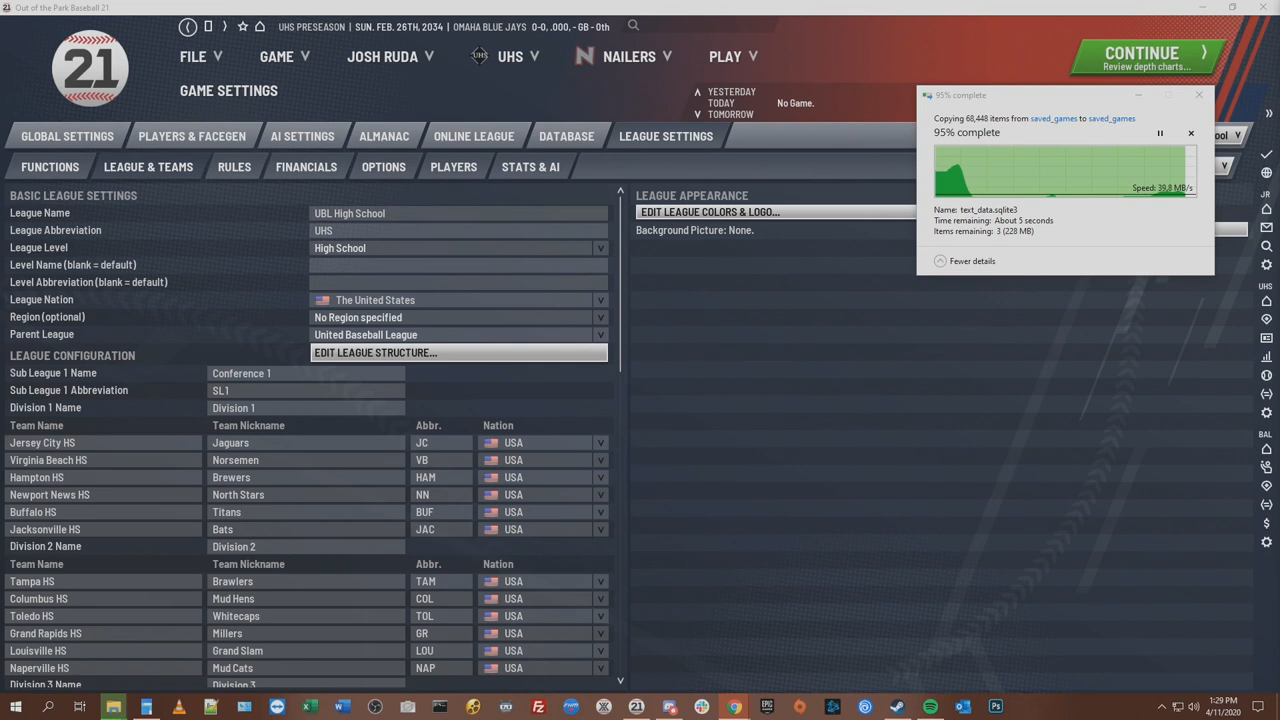 Out of the Park Baseball 21
UHS PRESEASON | SUN. FEB. 26TH, 2034 | OMAHA BLUE JAYS 0-0, .000, - GB - 0th
21
FILE GAME JOSH RUDA UHS NAILERS PLAY
CONTINUE
Review depth charts...
GAME SETTINGS
YESTERDAY
TODAY
TOMORROW
No Game.
GLOBAL SETTINGS PLAYERS & FACEGEN AI SETTINGS ALMANAC ONLINE LEAGUE DATABASE LEAGUE SETTINGS
FUNCTIONS LEAGUE & TEAMS RULES FINANCIALS OPTIONS PLAYERS STATS & AI
95% complete
Copying 68,448 items from saved_games to saved_games
95% complete
Speed: 39,8 MB/s
Name: text_data.sqlite3
Time remaining: About 5 seconds
Items remaining: 3 (228 MB)
Fewer details
BASIC LEAGUE SETTINGS
League Name UBL High School
League Abbreviation UHS
League Level High School
Level Name (blank = default)
Level Abbreviation (blank = default)
League Nation The United States
Region (optional) No Region specified
Parent League United Baseball League
LEAGUE CONFIGURATION EDIT LEAGUE STRUCTURE...
Sub League 1 Name Conference 1
Sub League 1 Abbreviation SL1
Division 1 Name Division 1
Team Name Team Nickname Abbr. Nation
Jersey City HS Jaguars JC USA
Virginia Beach HS Norsemen VB USA
Hampton HS Brewers HAM USA
Newport News HS North Stars NN USA
Buffalo HS Titans BUF USA
Jacksonville HS Bats JAC USA
Division 2 Name Division 2
Team Name Team Nickname Abbr. Nation
Tampa HS Brawlers TAM USA
Columbus HS Mud Hens COL USA
Toledo HS Whitecaps TOL USA
Grand Rapids HS Millers GR USA
Louisville HS Grand Slam LOU USA
Naperville HS Mud Cats NAP USA
Division 3 Name Division 3
LEAGUE APPEARANCE
EDIT LEAGUE COLORS & LOGO...
Background Picture: None.
JR
UHS
BAL
1:29 PM
4/11/2020